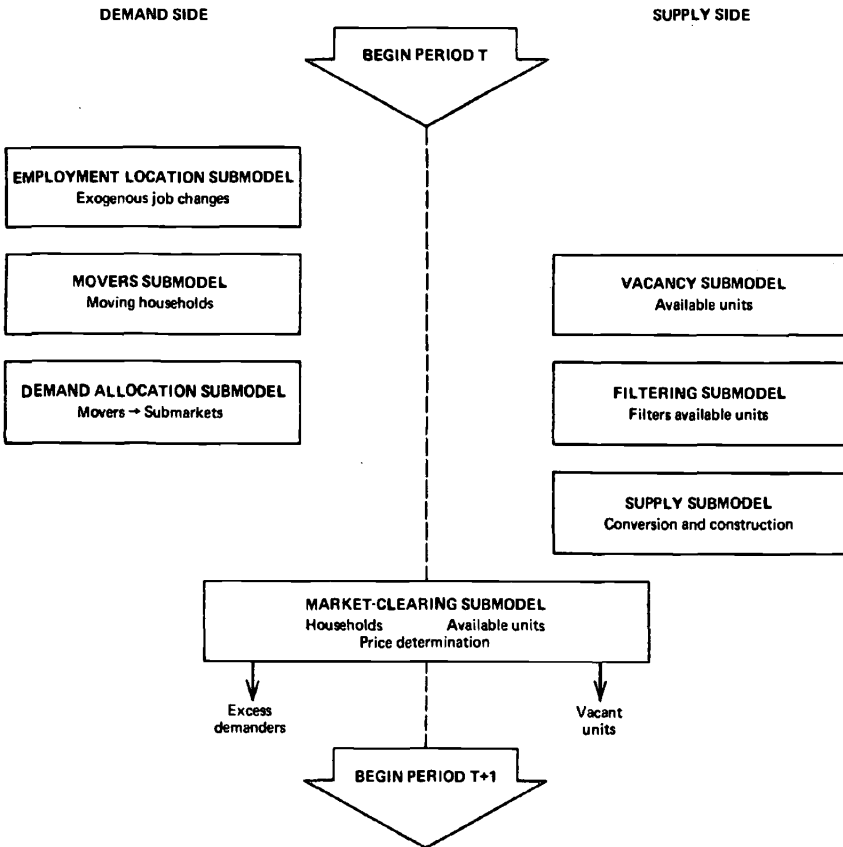 DEMAND SIDE
SUPPLY SIDE
BEGIN PERIOD T
EMPLOYMENT LOCATION SUBMODEL
Exogenous job changes
MOVERS SUBMODEL
Moving households
VACANCY SUBMODEL
Available units
DEMAND ALLOCATION SUBMODEL
Movers → Submarkets
FILTERING SUBMODEL
Filters available units
SUPPLY SUBMODEL
Conversion and construction
MARKET-CLEARING SUBMODEL
Households Available units
Price determination
Excess
demanders
Vacant
units
BEGIN PERIOD T+1